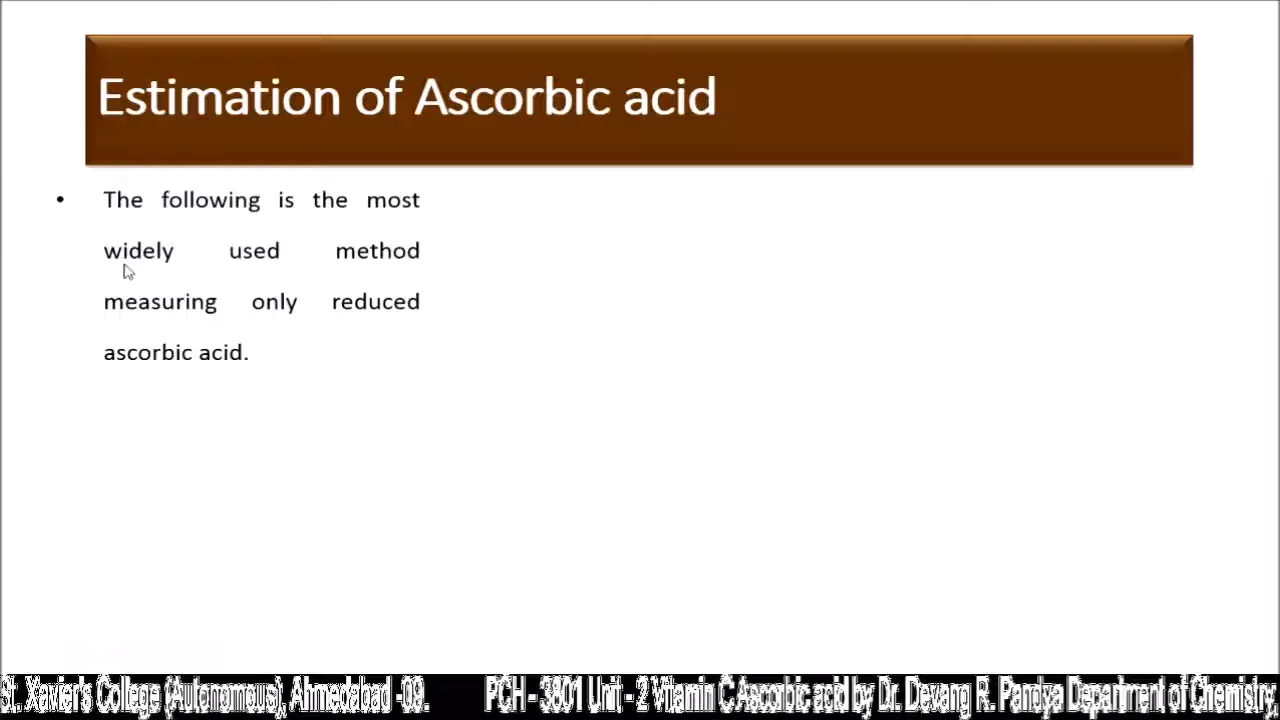 Estimation of Ascorbic acid
• The following is the most
widely used method
measuring only reduced
ascorbic acid.
St. Xavier's College (Autonomous), Ahmedabad -09. PCH - 3801 Unit - 2 Vitamin C Ascorbic acid by Dr. Devang R. Pandya Department of Chemistry,